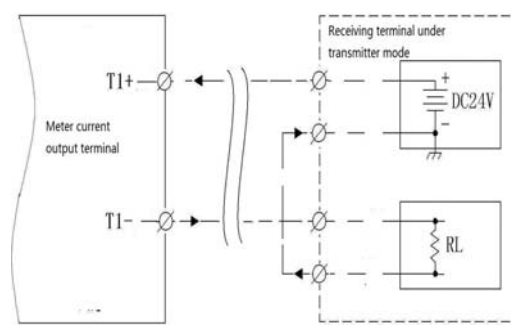 Receiving terminal under
transmitter mode
T1+
+
DC24V
-
Meter current
output terminal
T1-
RL